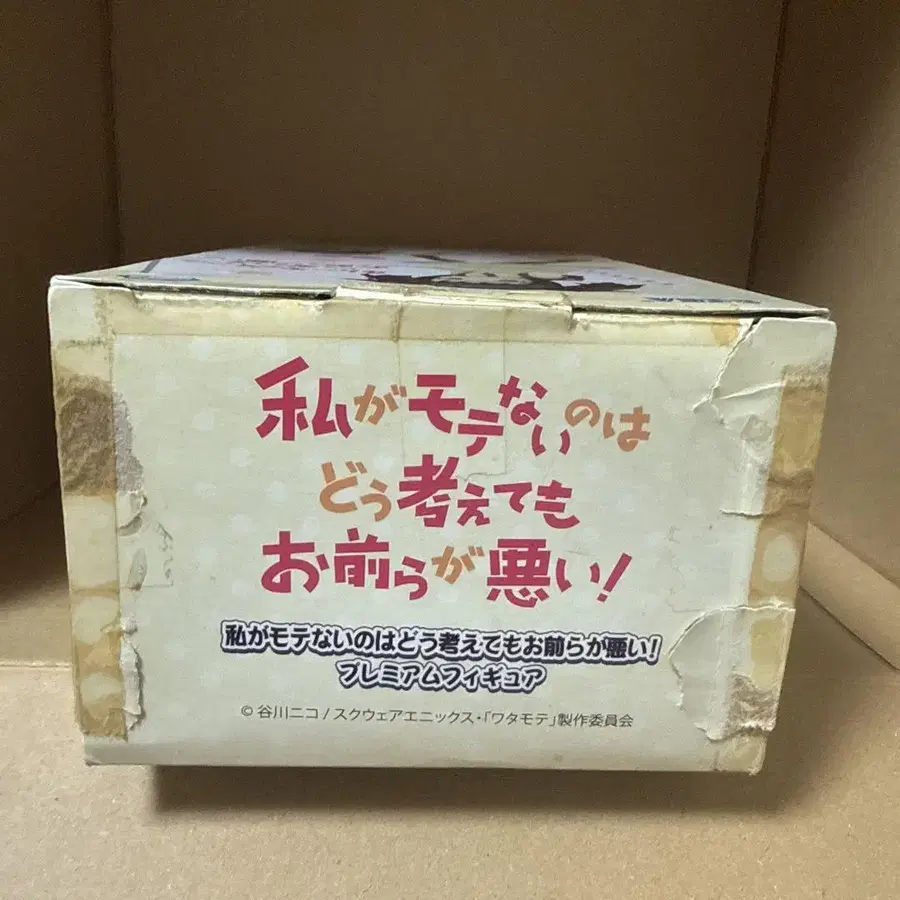 私がモテないのは
どう考えても
お前らが悪い!
私がモテないのはどう考えてもお前らが悪い!
プレミアムフィギュア
© 谷川ニコ / スクウェアエニックス・「ワタモテ」製作委員会